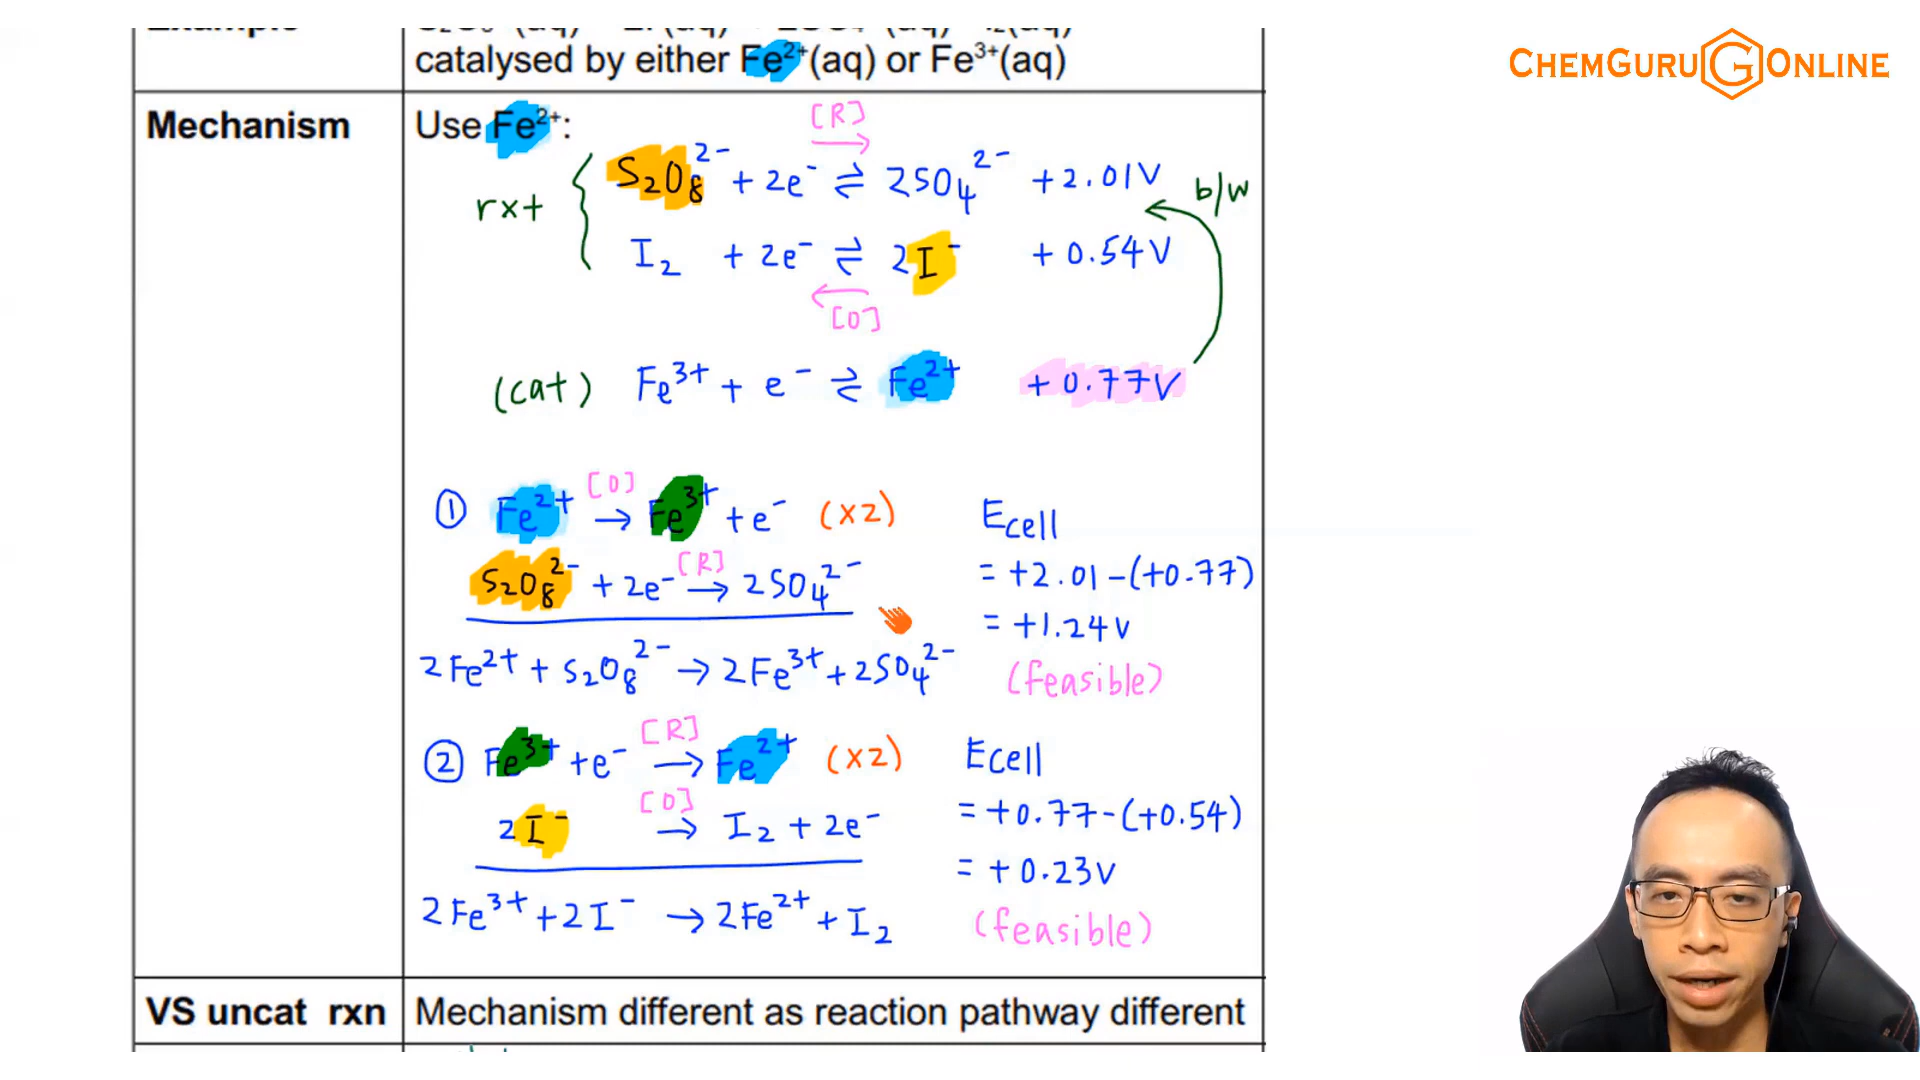 CHEMGURU G ONLINE
catalysed by either Fe²⁺(aq) or Fe³⁺(aq)
Mechanism
Use Fe²⁺:
[R]
rxt
S₂O₈²⁻ + 2e⁻ ⇌ 2SO₄²⁻ +2.01V
b/w
I₂ + 2e⁻ ⇌ 2I⁻ +0.54V
[O]
(cat) Fe³⁺ + e⁻ ⇌ Fe²⁺ +0.77V
① Fe²⁺ [O] → Fe³⁺ + e⁻ (x2)
S₂O₈²⁻ + 2e⁻ [R] → 2SO₄²⁻
2Fe²⁺ + S₂O₈²⁻ → 2Fe³⁺ + 2SO₄²⁻
Ecell
= +2.01 - (+0.77)
= +1.24V
(feasible)
② Fe³⁺ + e⁻ [R] → Fe²⁺ (x2)
2I⁻ [O] → I₂ + 2e⁻
2Fe³⁺ + 2I⁻ → 2Fe²⁺ + I₂
Ecell
= +0.77 - (+0.54)
= +0.23V
(feasible)
VS uncat rxn
Mechanism different as reaction pathway different